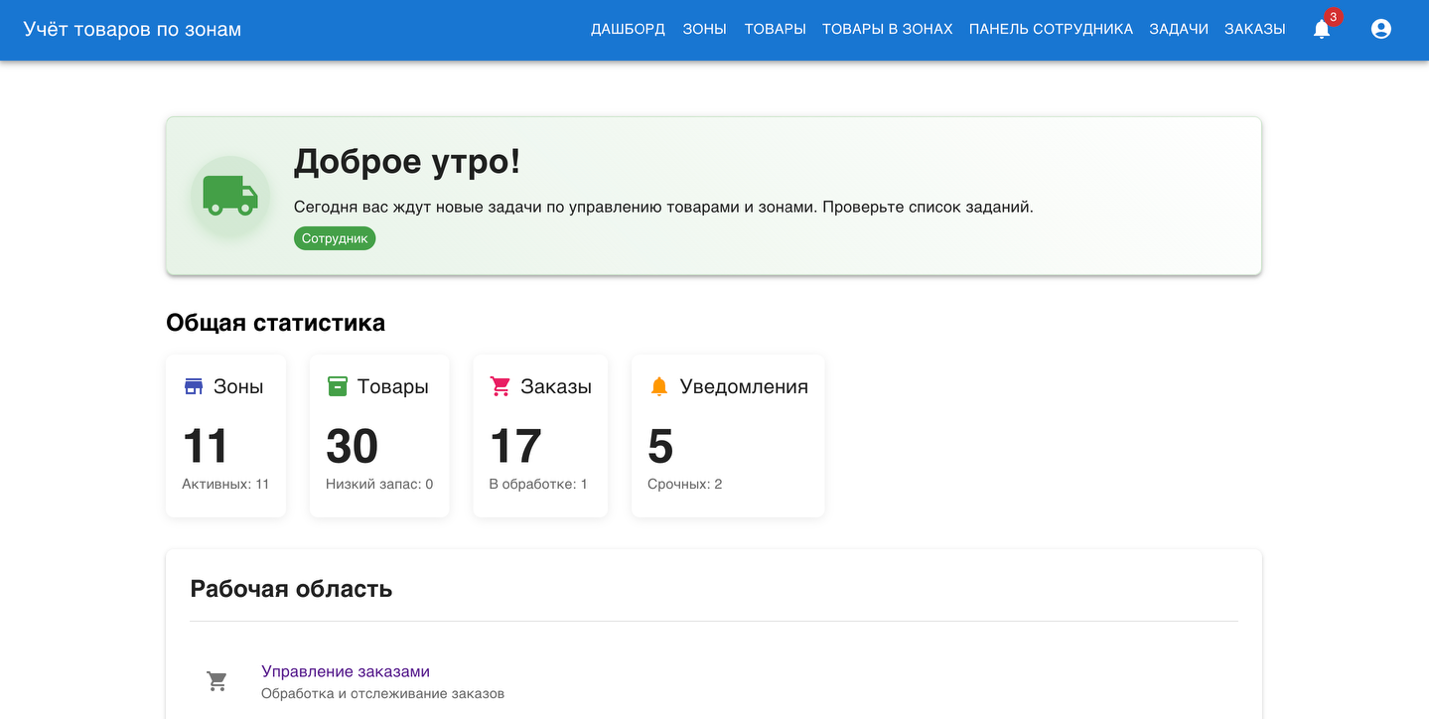 Учёт товаров по зонам
ДАШБОРД ЗОНЫ ТОВАРЫ ТОВАРЫ В ЗОНАХ ПАНЕЛЬ СОТРУДНИКА ЗАДАЧИ ЗАКАЗЫ 3
Доброе утро!
Сегодня вас ждут новые задачи по управлению товарами и зонами. Проверьте список заданий.
Сотрудник
Общая статистика
Зоны
11
Активных: 11
Товары
30
Низкий запас: 0
Заказы
17
В обработке: 1
Уведомления
5
Срочных: 2
Рабочая область
Управление заказами
Обработка и отслеживание заказов